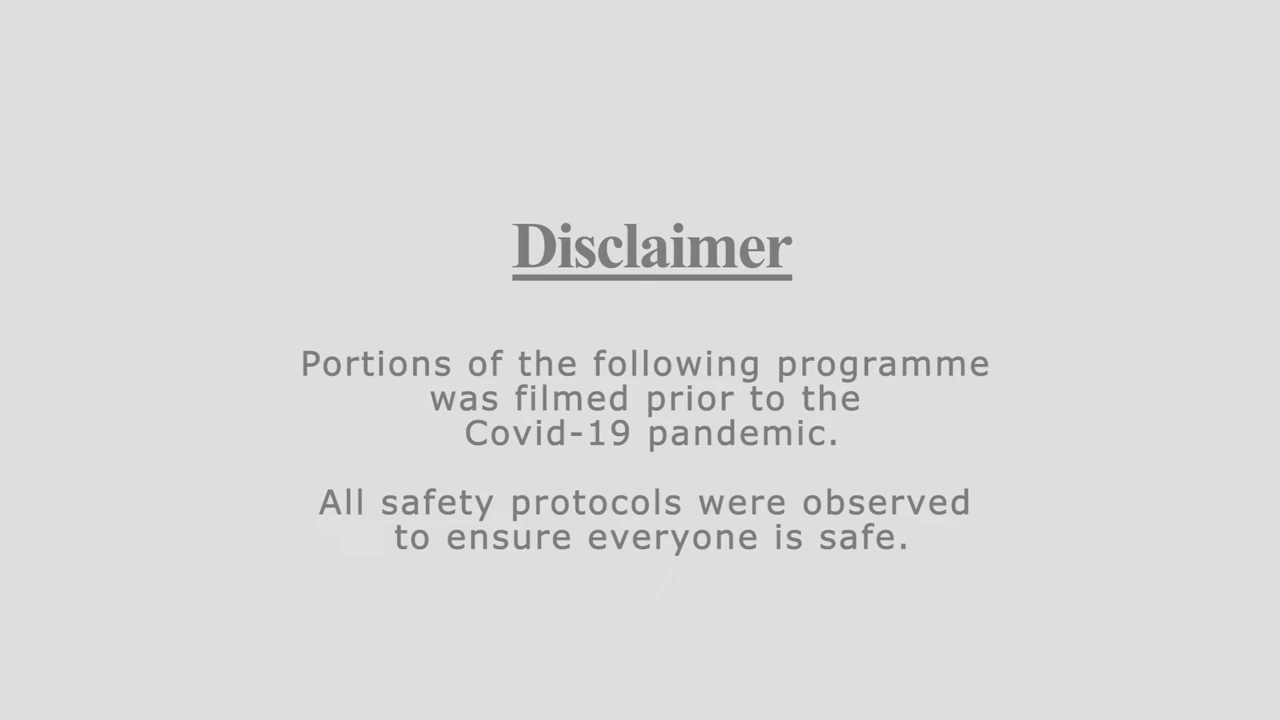 Disclaimer
Portions of the following programme
was filmed prior to the
Covid-19 pandemic.
All safety protocols were observed
to ensure everyone is safe.